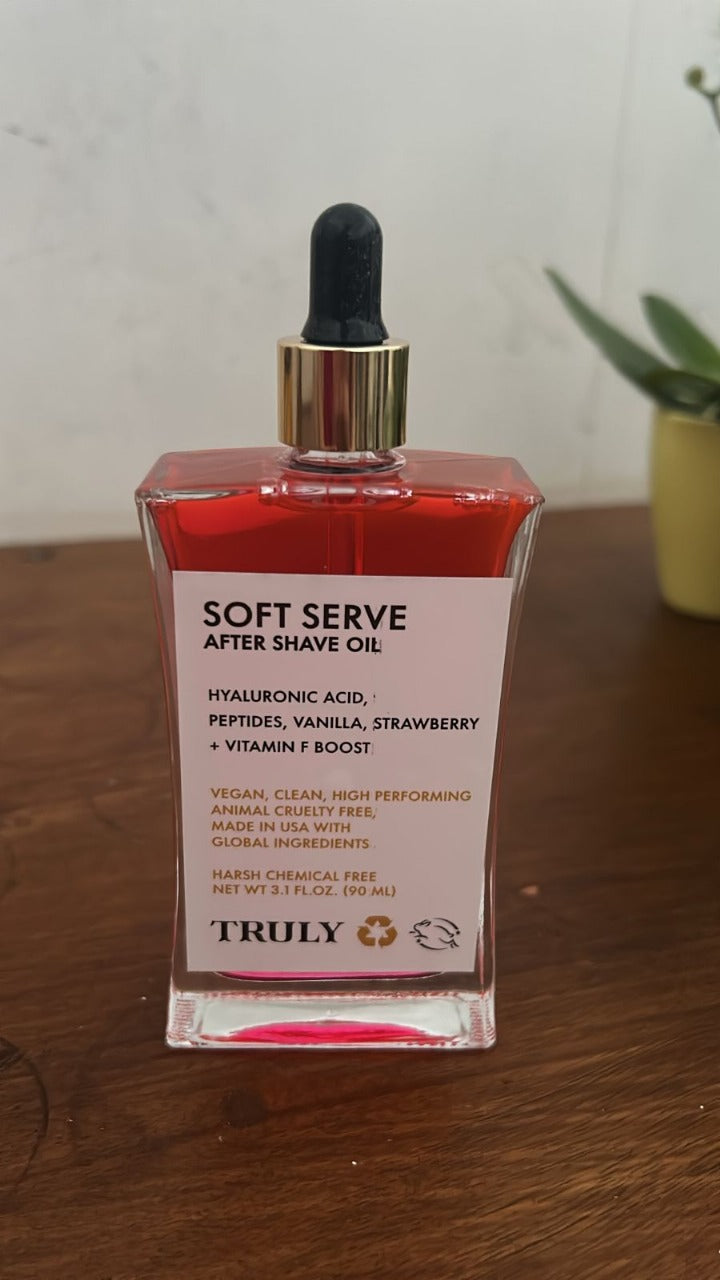 SOFT SERVE
AFTER SHAVE OIL
HYALURONIC ACID,
PEPTIDES, VANILLA, STRAWBERRY
+ VITAMIN F BOOST
VEGAN, CLEAN, HIGH PERFORMING
ANIMAL CRUELTY FREE,
MADE IN USA WITH
GLOBAL INGREDIENTS
HARSH CHEMICAL FREE
NET WT 3.1 FL.OZ. (90 ML)
TRULY